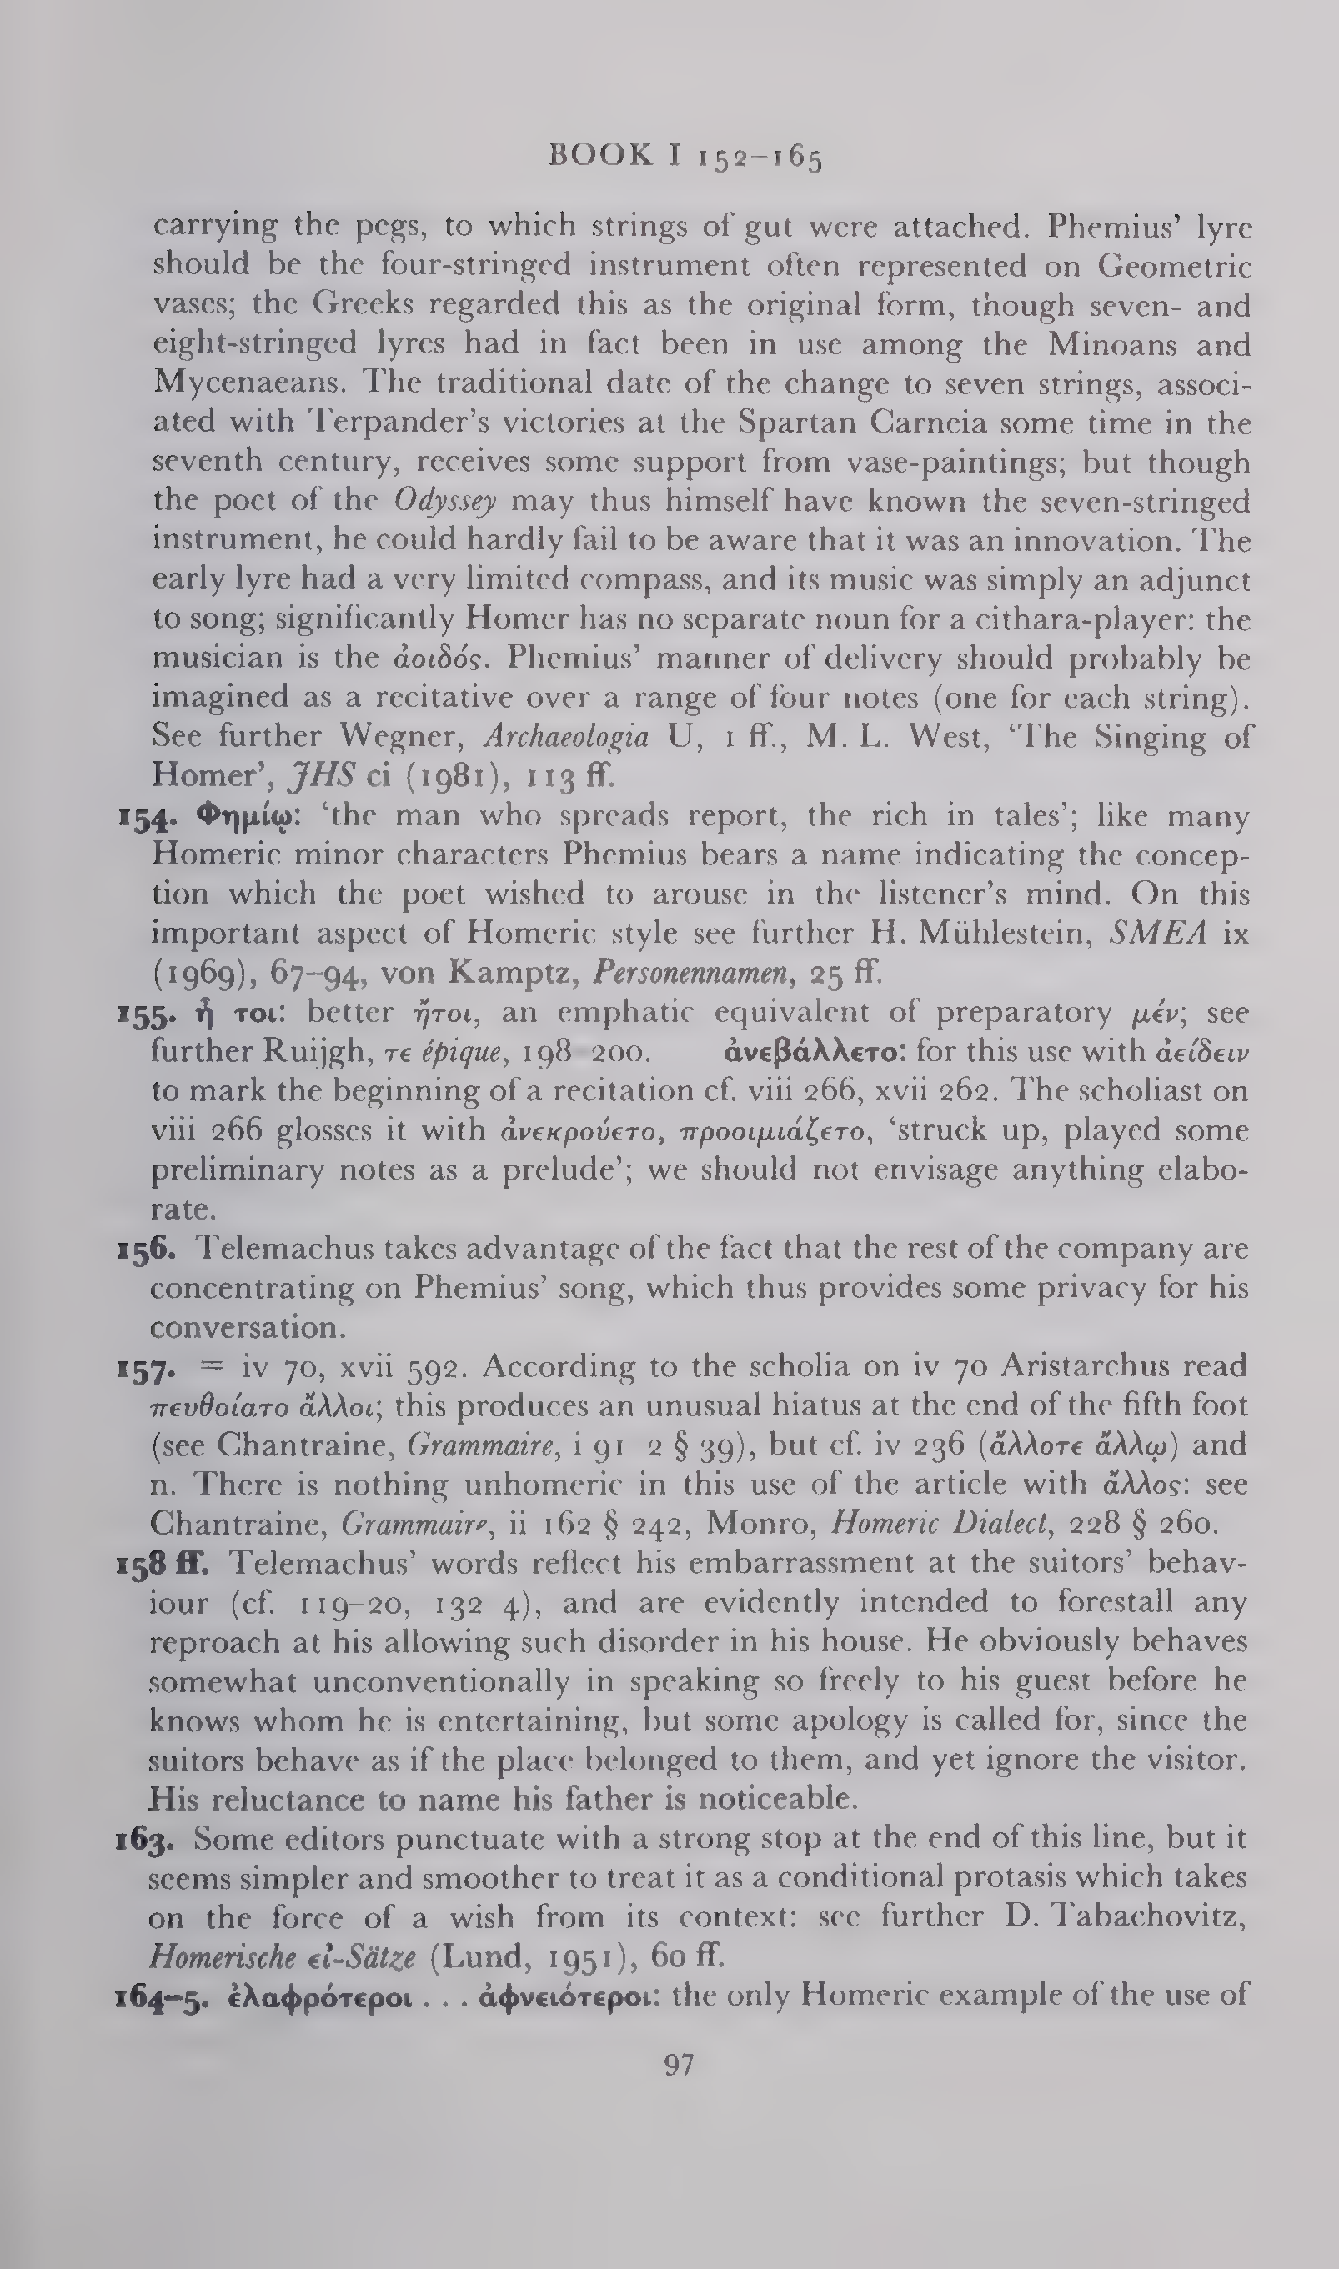 BOOK I 152–165
carrying the pegs, to which strings of gut were attached. Phemius’ lyre
should be the four-stringed instrument often represented on Geometric
vases; the Greeks regarded this as the original form, though seven- and
eight-stringed lyres had in fact been in use among the Minoans and
Mycenaeans. The traditional date of the change to seven strings, associ-
ated with Terpander’s victories at the Spartan Carneia some time in the
seventh century, receives some support from vase-paintings; but though
the poet of the Odyssey may thus himself have known the seven-stringed
instrument, he could hardly fail to be aware that it was an innovation. The
early lyre had a very limited compass, and its music was simply an adjunct
to song; significantly Homer has no separate noun for a cithara-player: the
musician is the ἀοιδός. Phemius’ manner of delivery should probably be
imagined as a recitative over a range of four notes (one for each string).
See further Wegner, Archaeologia U, 1 ff., M. L. West, ‘The Singing of
Homer’, JHS ci (1981), 113 ff.
154. Φημίῳ: ‘the man who spreads report, the rich in tales’; like many
Homeric minor characters Phemius bears a name indicating the concep-
tion which the poet wished to arouse in the listener’s mind. On this
important aspect of Homeric style see further H. Mühlestein, SMEA ix
(1969), 67–94, von Kamptz, Personennamen, 25 ff.
155. ἦ τοι: better ἤτοι, an emphatic equivalent of preparatory μέν; see
further Ruijgh, τε épique, 198–200. ἀνεβάλλετο: for this use with ἀείδειν
to mark the beginning of a recitation cf. viii 266, xvii 262. The scholiast on
viii 266 glosses it with ἀνεκρούετο, προοιμιάζετο, ‘struck up, played some
preliminary notes as a prelude’; we should not envisage anything elabo-
rate.
156. Telemachus takes advantage of the fact that the rest of the company are
concentrating on Phemius’ song, which thus provides some privacy for his
conversation.
157. = iv 70, xvii 592. According to the scholia on iv 70 Aristarchus read
πευθοίατο ἄλλοι; this produces an unusual hiatus at the end of the fifth foot
(see Chantraine, Grammaire, i 91–2 § 39), but cf. iv 236 (ἄλλοτε ἄλλῳ) and
n. There is nothing unhomeric in this use of the article with ἄλλος: see
Chantraine, Grammaire, ii 162 § 242, Monro, Homeric Dialect, 228 § 260.
158 ff. Telemachus’ words reflect his embarrassment at the suitors’ behav-
iour (cf. 119–20, 132–4), and are evidently intended to forestall any
reproach at his allowing such disorder in his house. He obviously behaves
somewhat unconventionally in speaking so freely to his guest before he
knows whom he is entertaining, but some apology is called for, since the
suitors behave as if the place belonged to them, and yet ignore the visitor.
His reluctance to name his father is noticeable.
163. Some editors punctuate with a strong stop at the end of this line, but it
seems simpler and smoother to treat it as a conditional protasis which takes
on the force of a wish from its context: see further D. Tabachovitz,
Homerische εἰ-Sätze (Lund, 1951), 60 ff.
164–5. ἐλαφρότεροι . . . ἀφνειότεροι: the only Homeric example of the use of
97